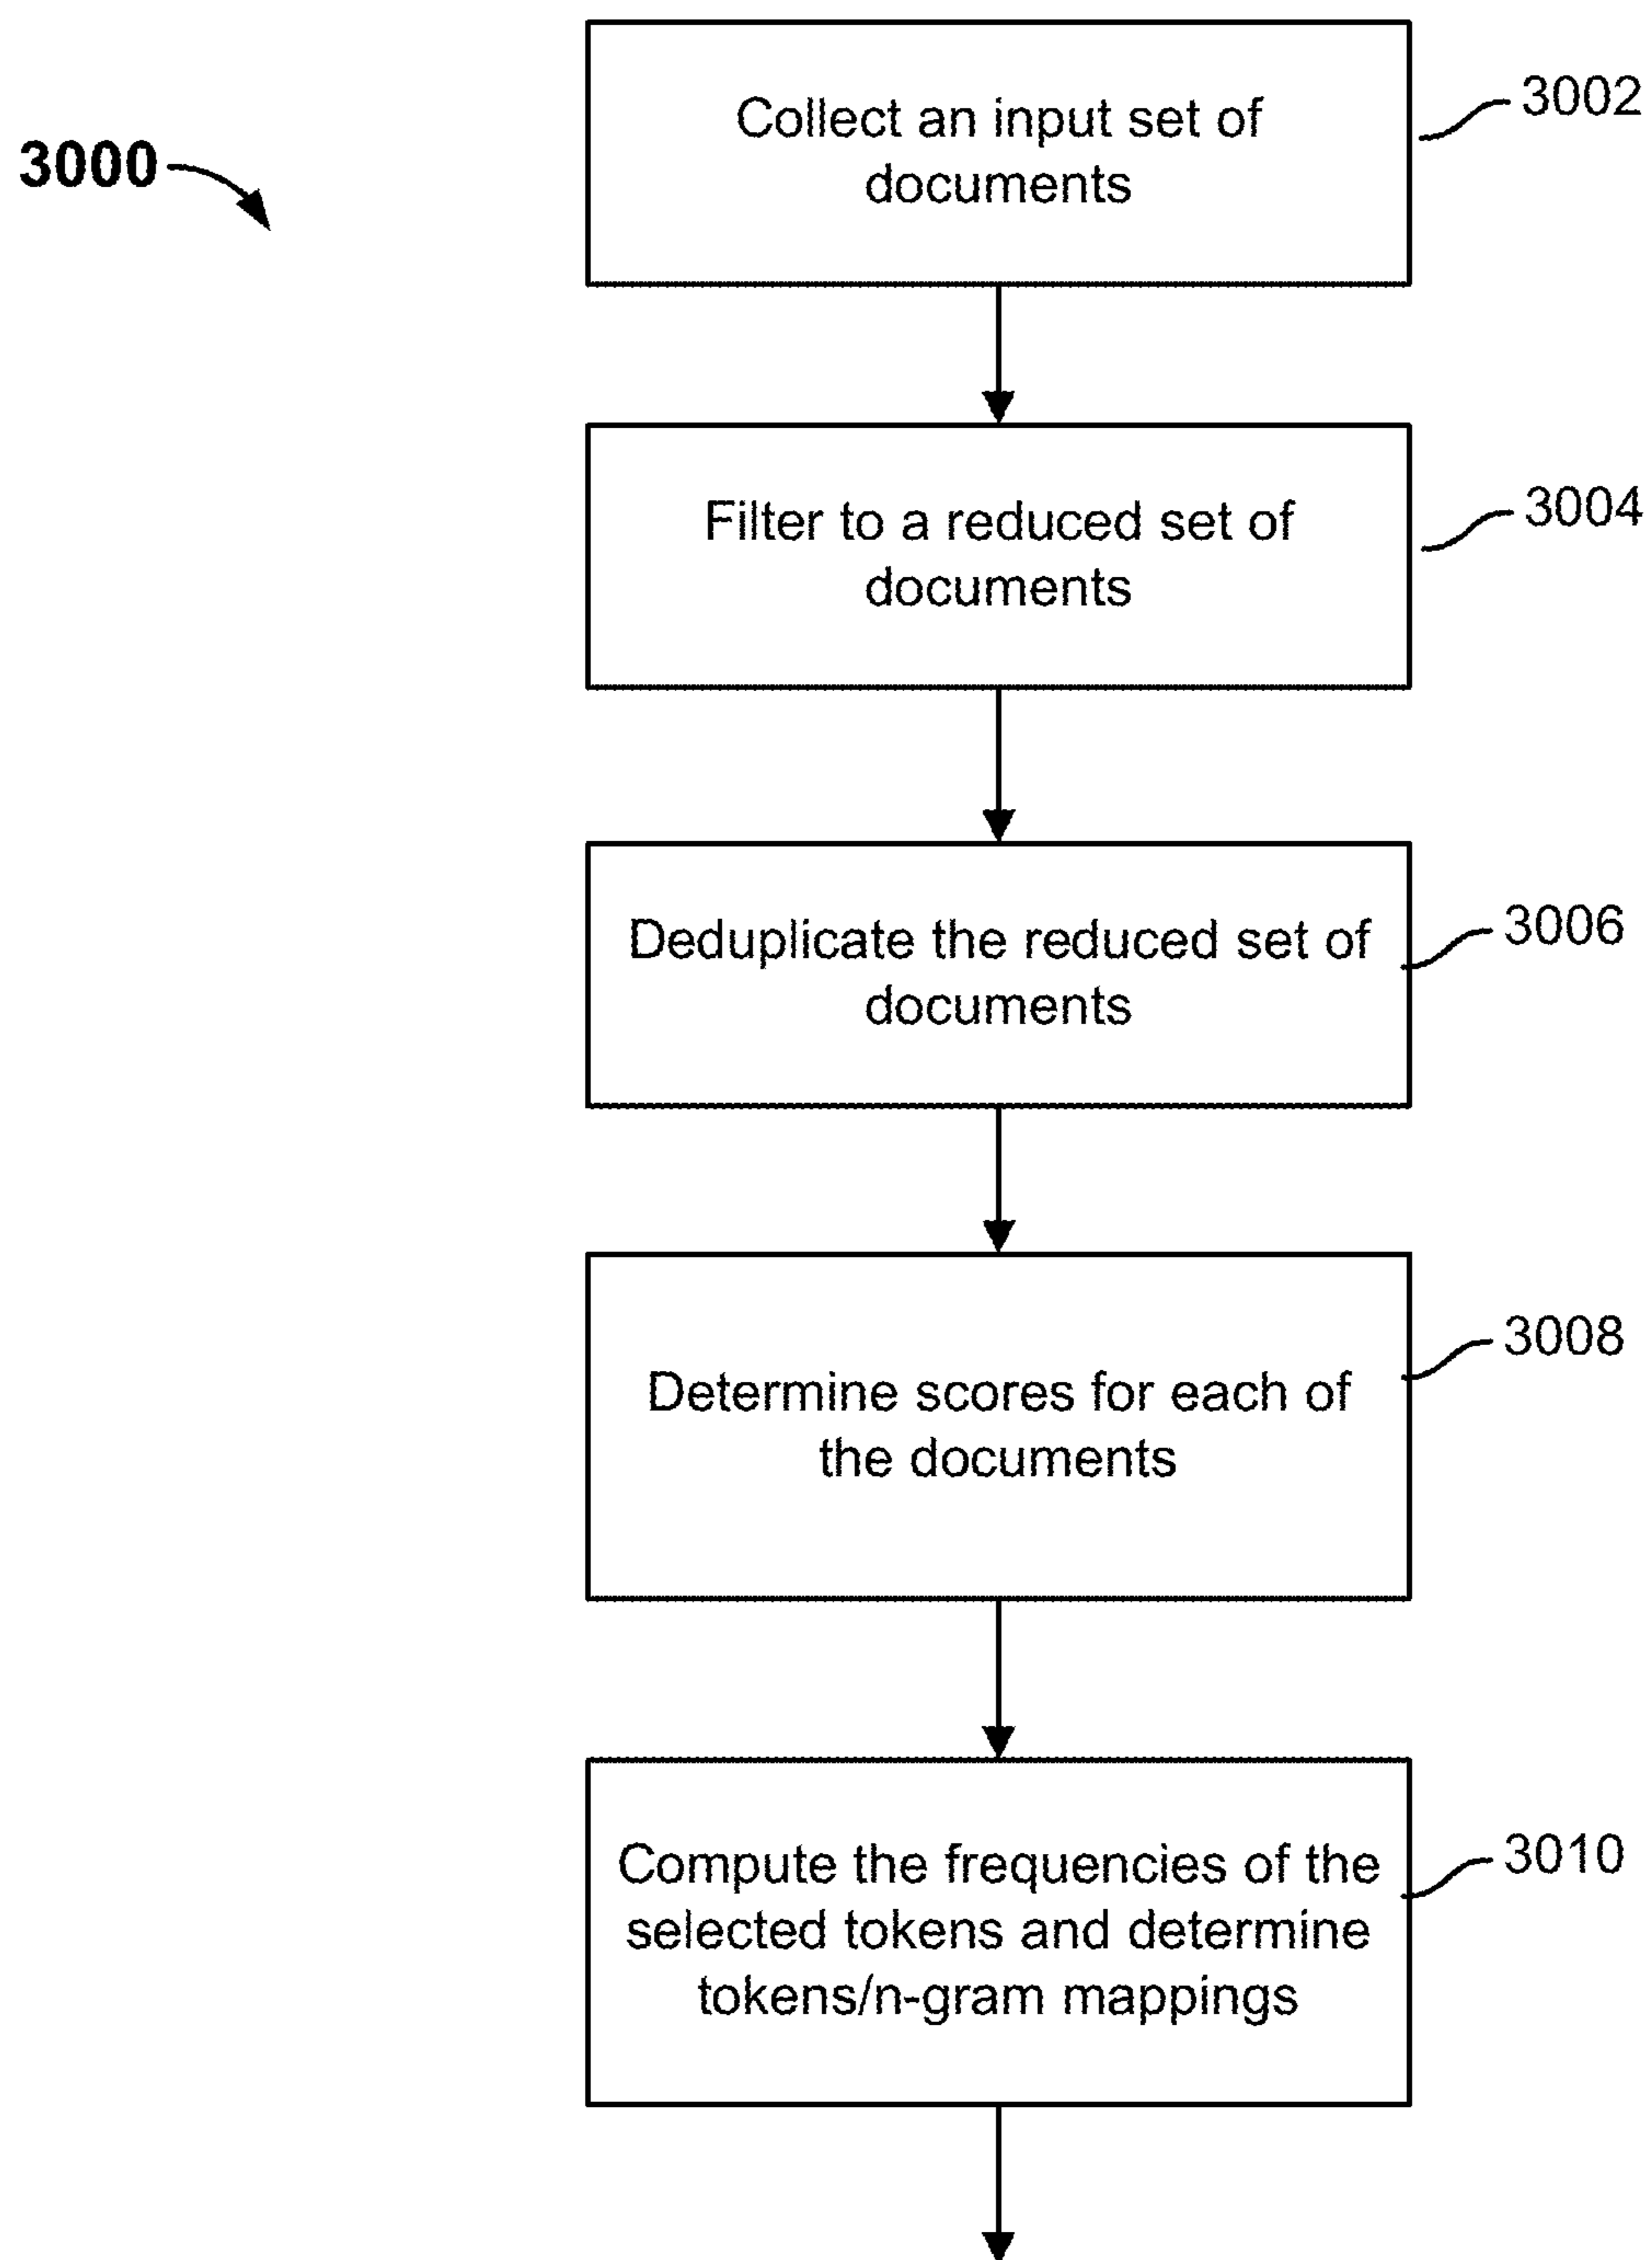 3000
Collect an input set of
documents
3002
Filter to a reduced set of
documents
3004
Deduplicate the reduced set of
documents
3006
Determine scores for each of
the documents
3008
Compute the frequencies of the
selected tokens and determine
tokens/n-gram mappings
3010